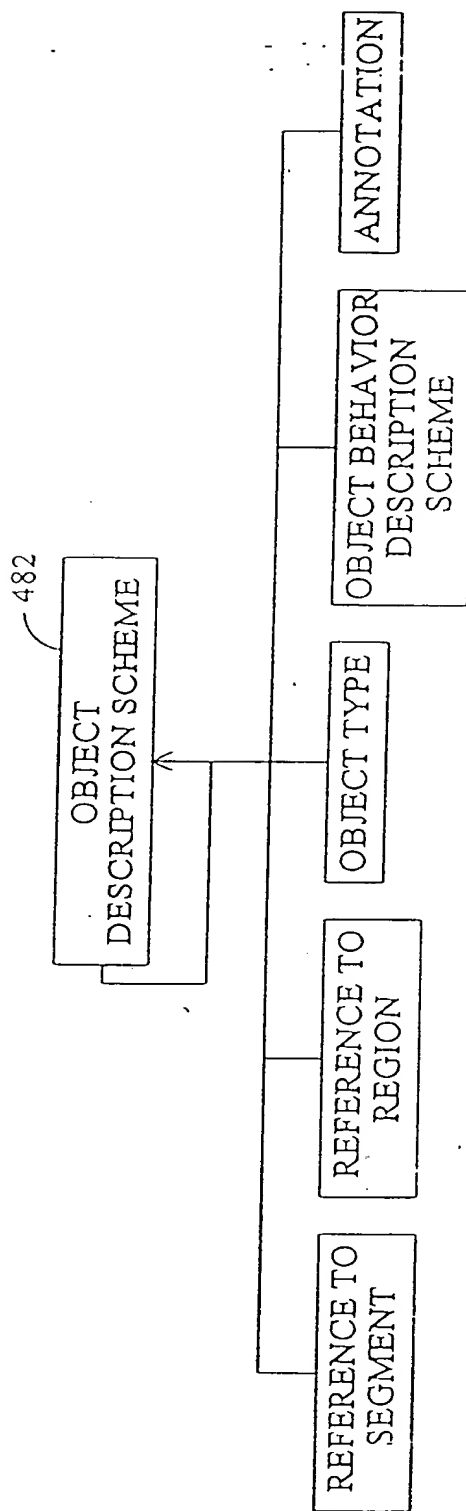 482
OBJECT
DESCRIPTION SCHEME
REFERENCE TO
SEGMENT
REFERENCE TO
REGION
OBJECT TYPE
OBJECT BEHAVIOR
DESCRIPTION
SCHEME
ANNOTATION